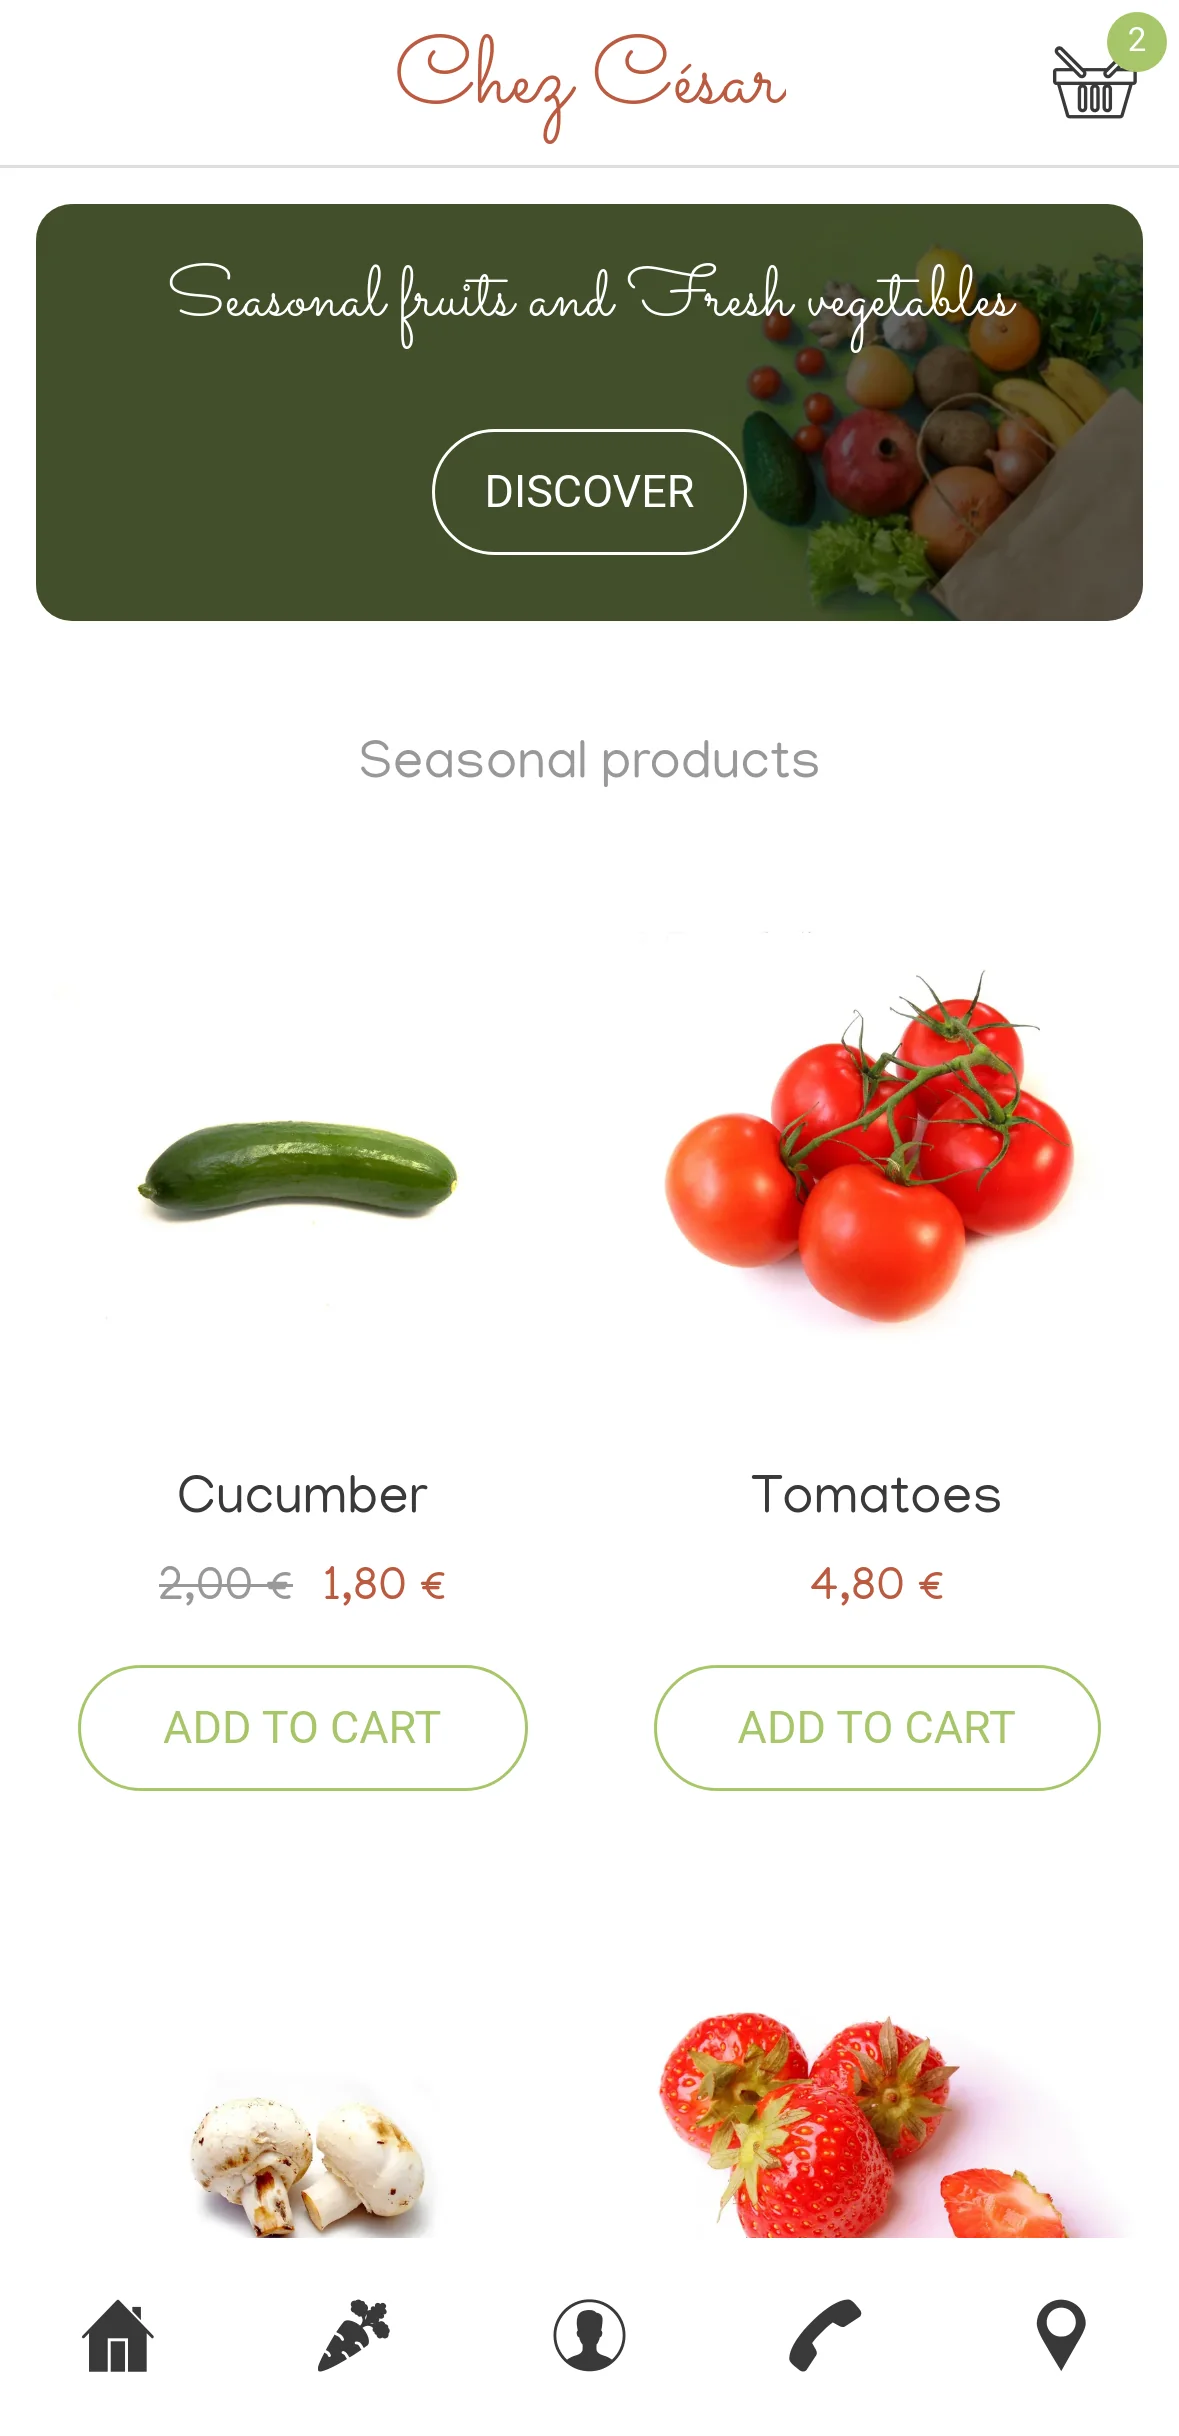 Chez César
2
Seasonal fruits and Fresh vegetables
DISCOVER
Seasonal products
Cucumber
2,00 € 1,80 €
ADD TO CART
Tomatoes
4,80 €
ADD TO CART